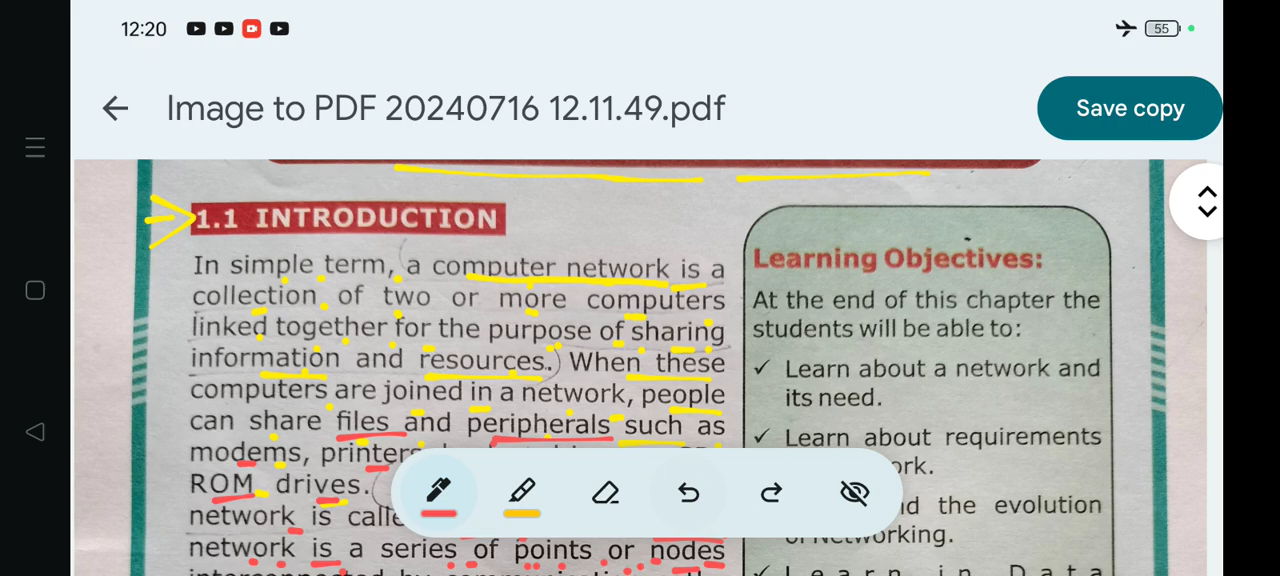 12:20
55
Image to PDF 20240716 12.11.49.pdf
Save copy
1.1 INTRODUCTION
In simple term, a computer network is a
collection of two or more computers
linked together for the purpose of sharing
information and resources. When these
computers are joined in a network, people
can share files and peripherals such as
modems, printers
ROM drives.
network is
network is a series of points or nodes
Learning Objectives:
At the end of this chapter the
students will be able to:
✓ Learn about a network and
its need.
✓ Learn about requirements
the evolution
✓ Learn in Data